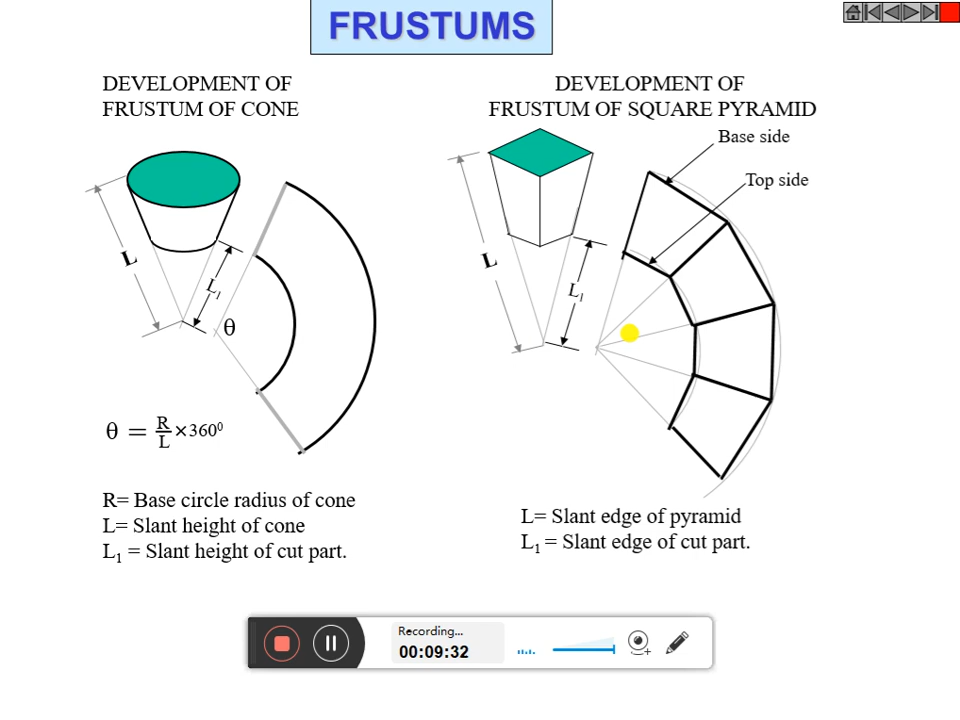 FRUSTUMS
DEVELOPMENT OF
FRUSTUM OF CONE
L
L₁
θ
θ = R/L ×360⁰
R= Base circle radius of cone
L= Slant height of cone
L₁ = Slant height of cut part.
DEVELOPMENT OF
FRUSTUM OF SQUARE PYRAMID
Base side
Top side
L
L₁
L= Slant edge of pyramid
L₁ = Slant edge of cut part.
Recording...
00:09:32